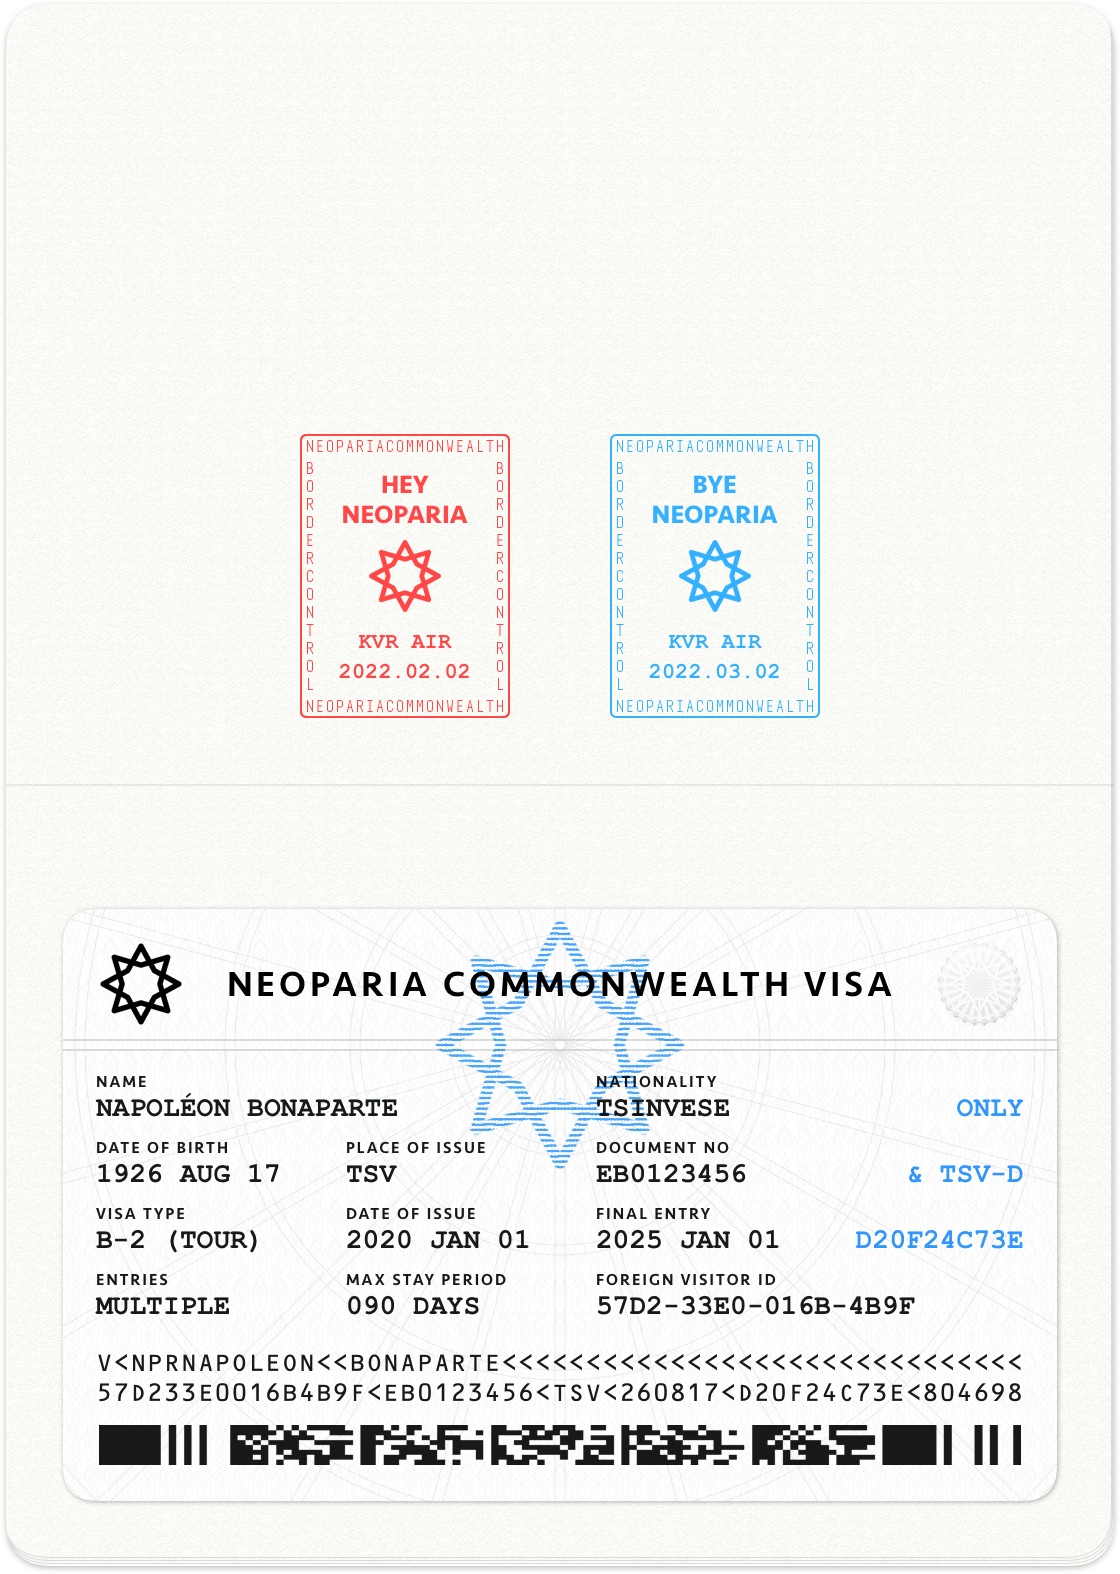 NEOPARIACOMMONWEALTH
BORDERCONTROL
HEY
NEOPARIA
KVR AIR
2022.02.02
BORDERCONTROL
NEOPARIACOMMONWEALTH
NEOPARIACOMMONWEALTH
BORDERCONTROL
BYE
NEOPARIA
KVR AIR
2022.03.02
BORDERCONTROL
NEOPARIACOMMONWEALTH
NEOPARIA COMMONWEALTH VISA
NAME NATIONALITY
NAPOLÉON BONAPARTE TSINVESE ONLY
DATE OF BIRTH PLACE OF ISSUE DOCUMENT NO
1926 AUG 17 TSV EB0123456 & TSV-D
VISA TYPE DATE OF ISSUE FINAL ENTRY
B-2 (TOUR) 2020 JAN 01 2025 JAN 01 D20F24C73E
ENTRIES MAX STAY PERIOD FOREIGN VISITOR ID
MULTIPLE 090 DAYS 57D2-33E0-016B-4B9F
V<NPRNAPOLEON<<BONAPARTE<<<<<<<<<<<<<<<<<<<<<<<<<<<<<<<
57D233E0016B4B9F<EB0123456<TSV<260817<D20F24C73E<804698